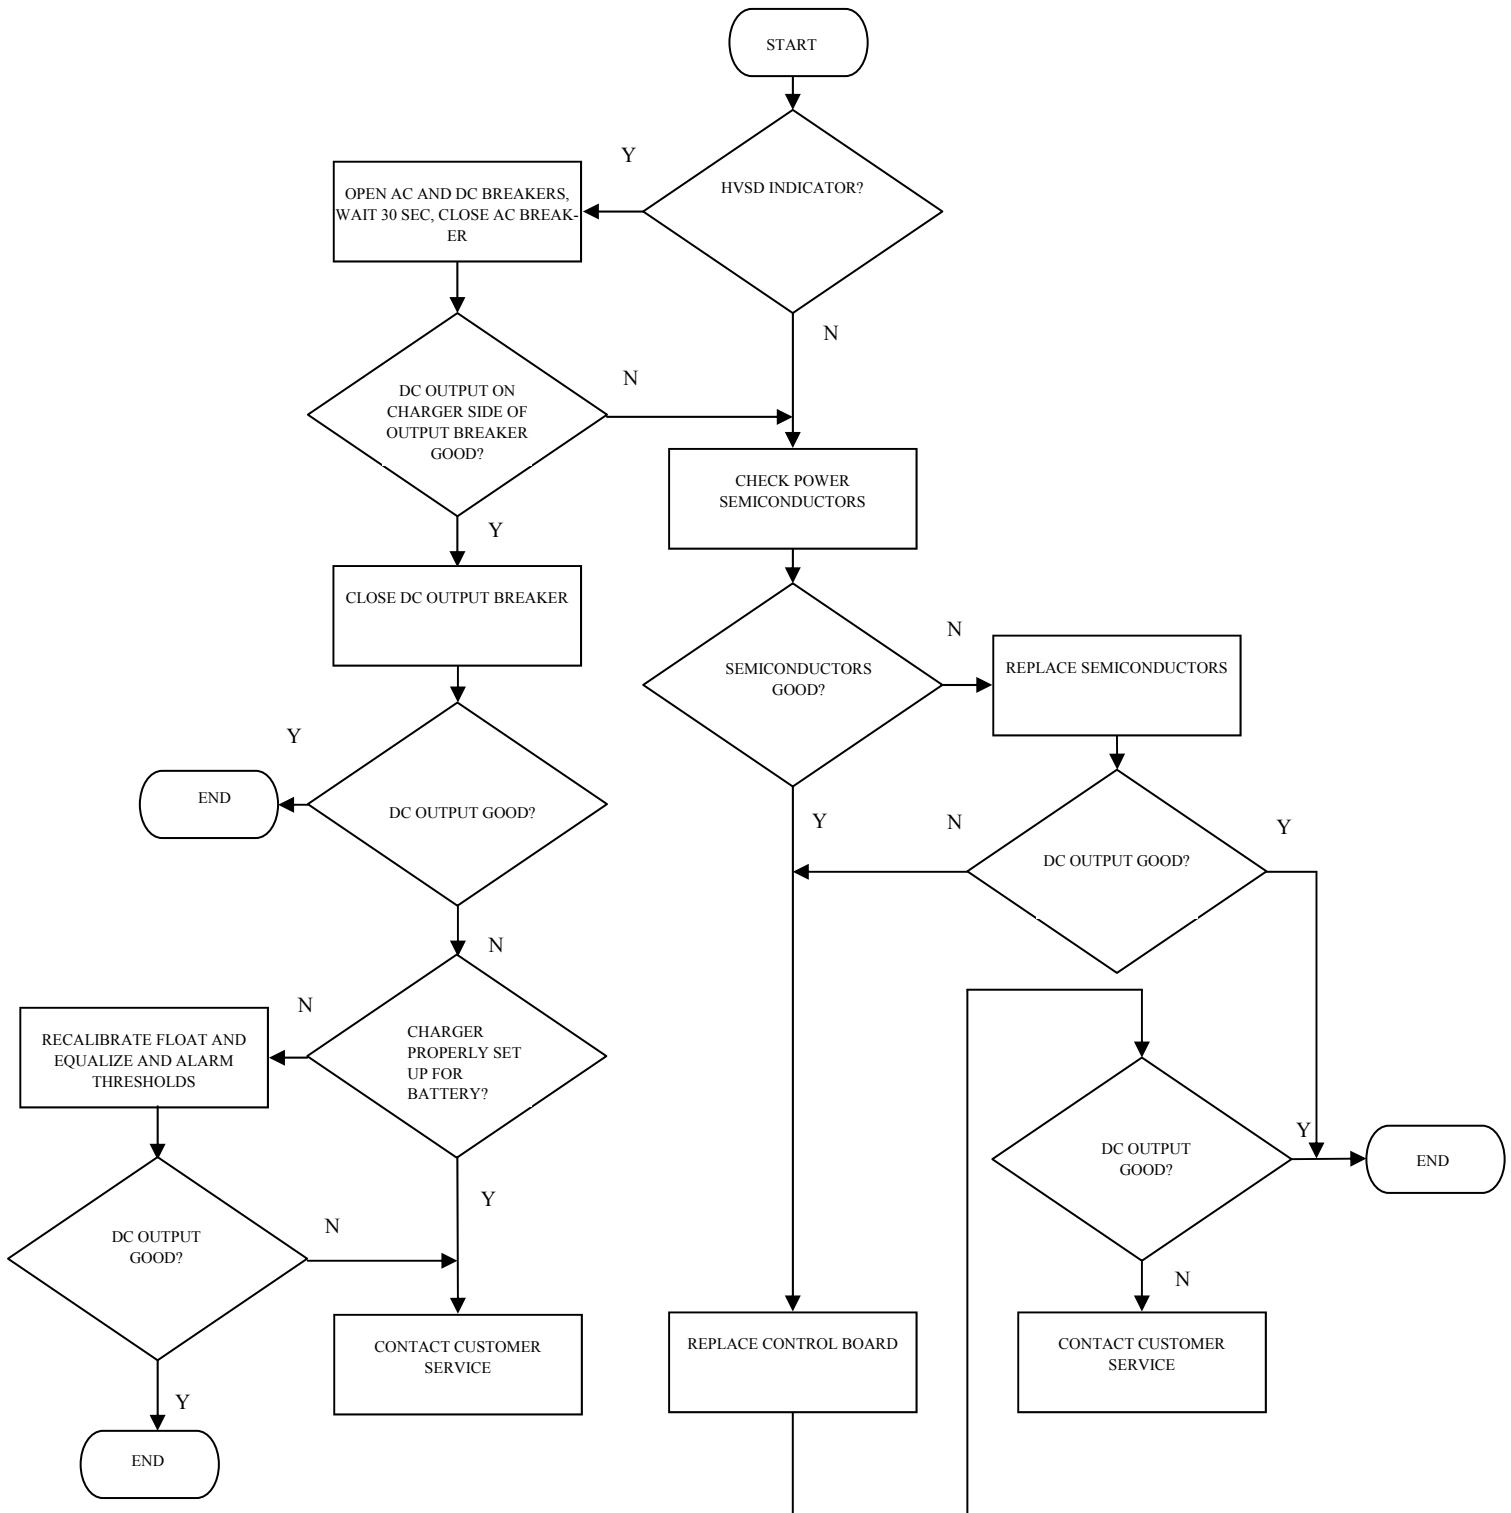 START
HVSD INDICATOR?
Y
OPEN AC AND DC BREAKERS,
WAIT 30 SEC, CLOSE AC BREAK-
ER
N
DC OUTPUT ON
CHARGER SIDE OF
OUTPUT BREAKER
GOOD?
N
Y
CHECK POWER
SEMICONDUCTORS
CLOSE DC OUTPUT BREAKER
SEMICONDUCTORS
GOOD?
N
REPLACE SEMICONDUCTORS
Y
END
DC OUTPUT GOOD?
Y
N
DC OUTPUT GOOD?
Y
N
CHARGER
PROPERLY SET
UP FOR
BATTERY?
N
RECALIBRATE FLOAT AND
EQUALIZE AND ALARM
THRESHOLDS
Y
DC OUTPUT
GOOD?
Y
END
DC OUTPUT
GOOD?
N
Y
N
CONTACT CUSTOMER
SERVICE
REPLACE CONTROL BOARD
CONTACT CUSTOMER
SERVICE
Y
END